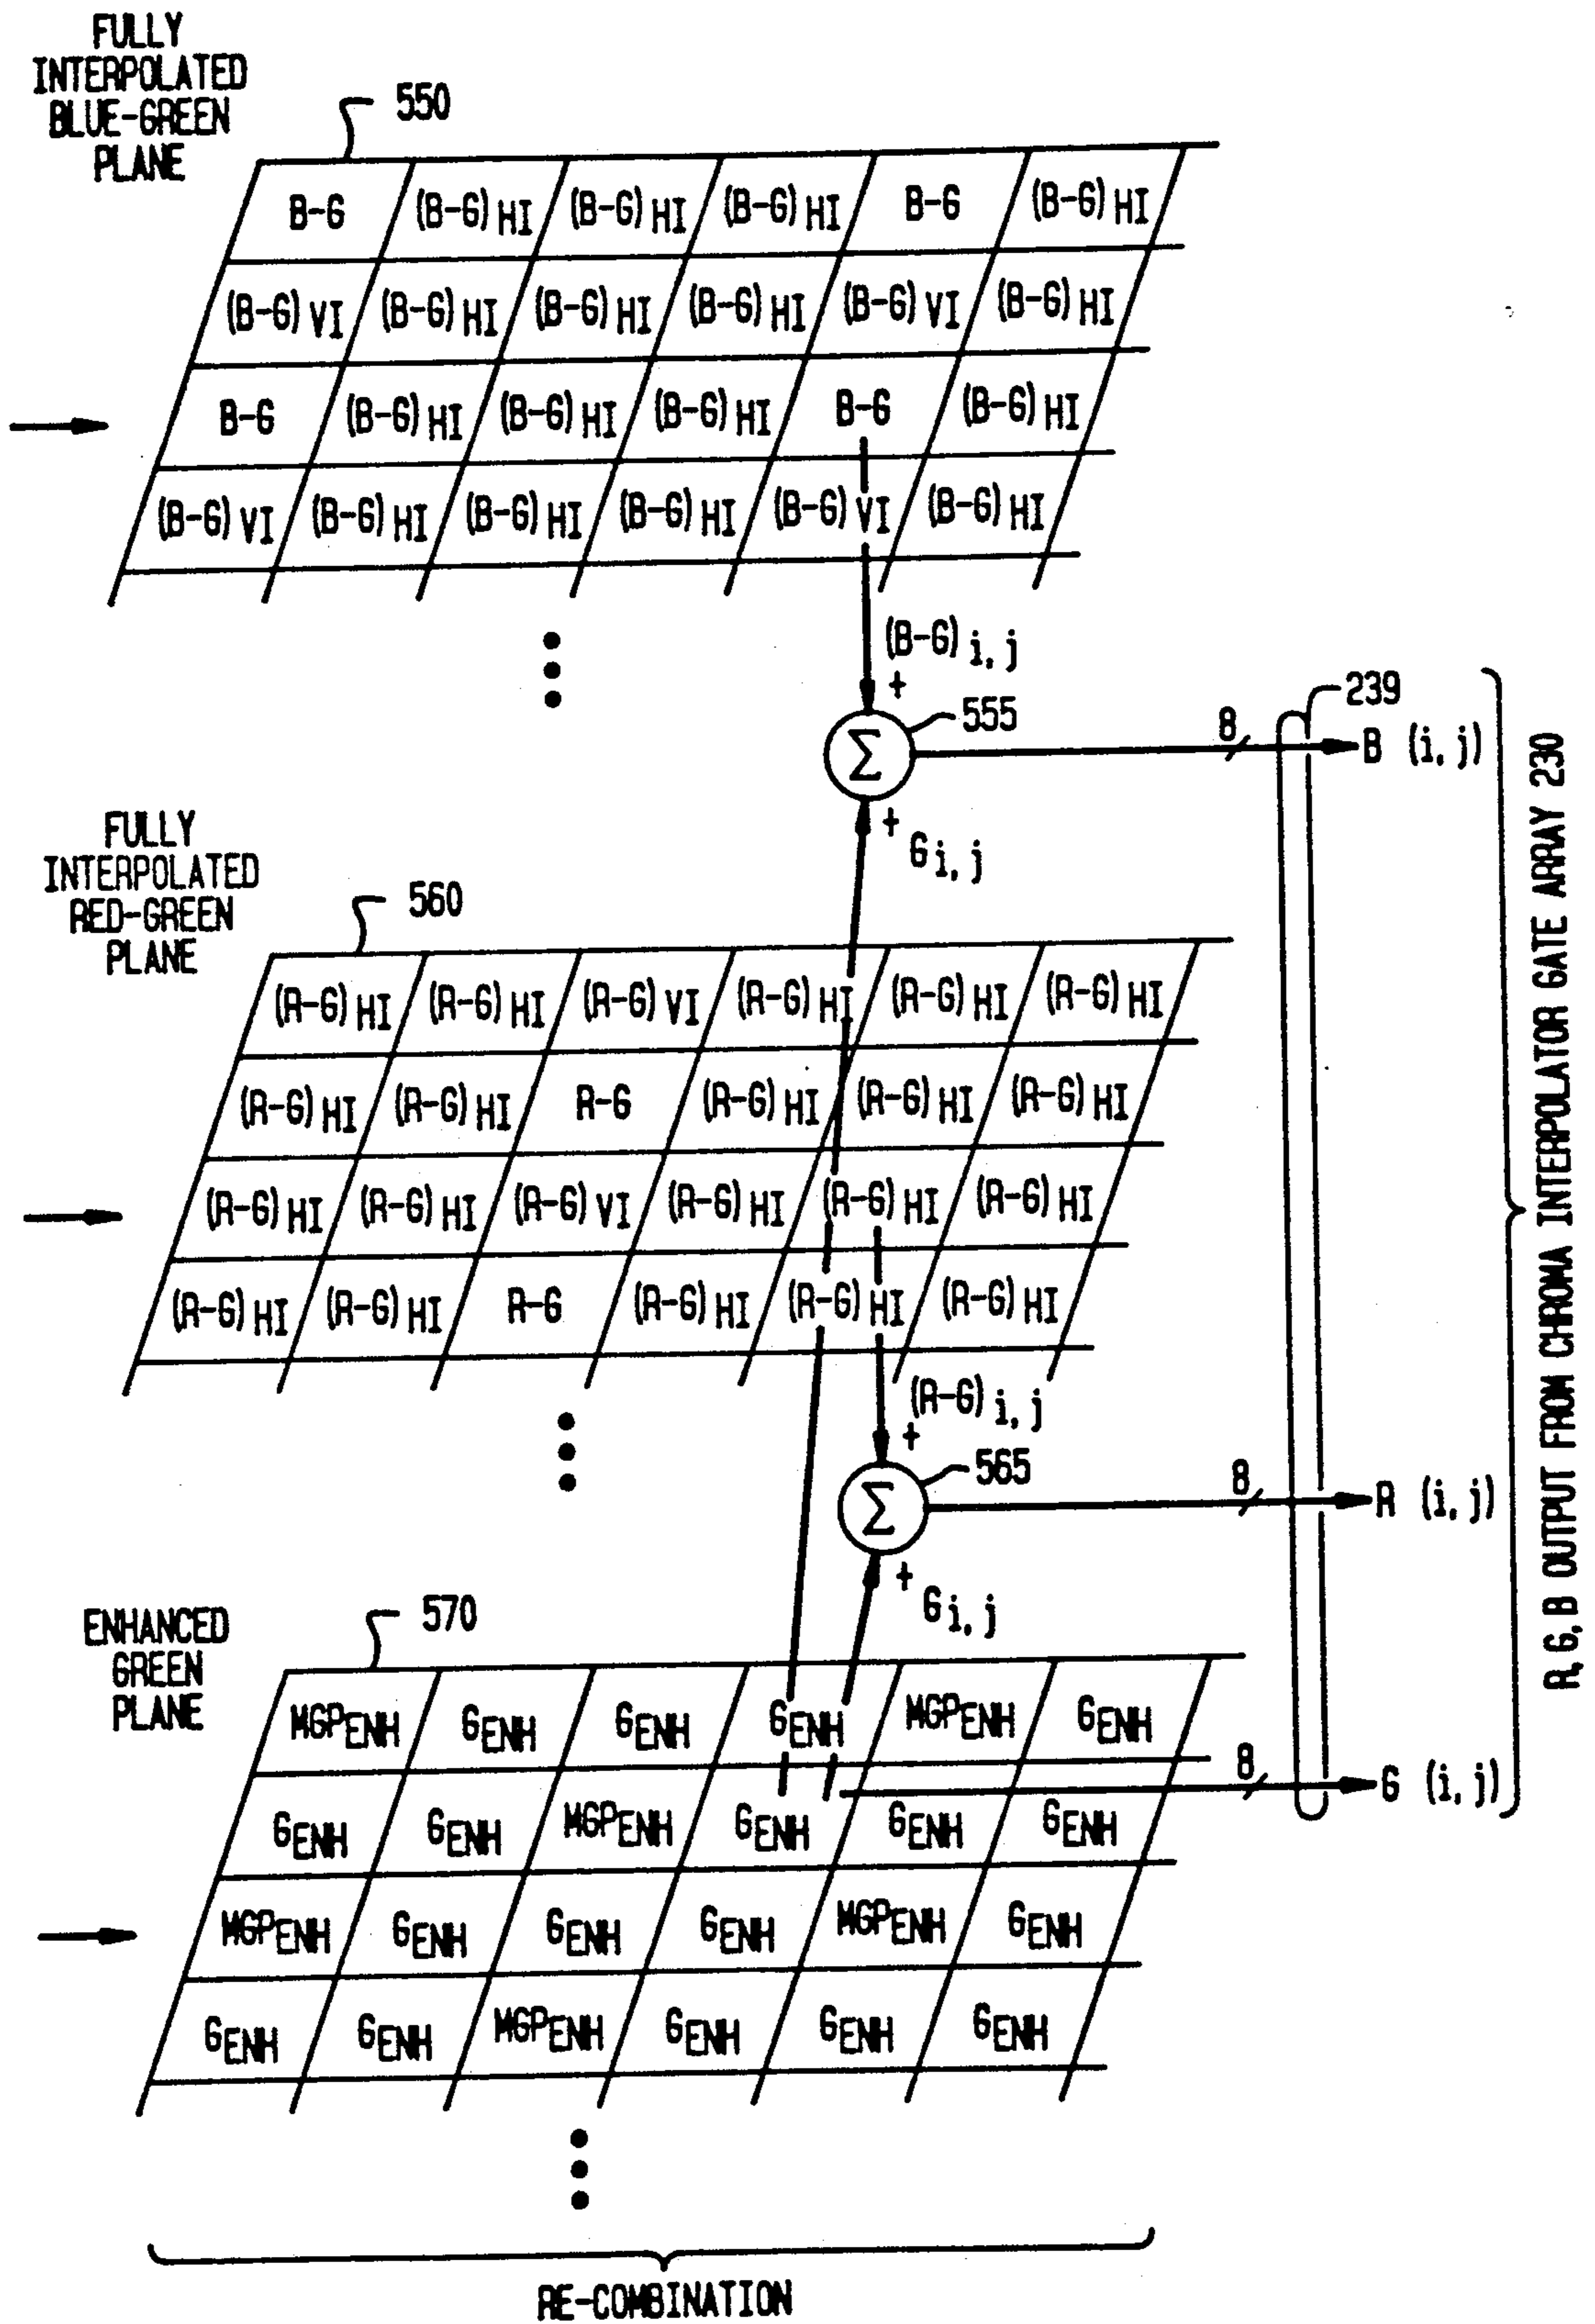 FULLY
INTERPOLATED
BLUE-GREEN
PLANE
550
B-G (B-G) HI (B-G) HI (B-G) HI B-G (B-G) HI
(B-G) VI (B-G) HI (B-G) HI (B-G) HI (B-G) VI (B-G) HI
B-G (B-G) HI (B-G) HI (B-G) HI B-G (B-G) HI
(B-G) VI (B-G) HI (B-G) HI (B-G) HI (B-G) VI (B-G) HI
(B-G) i, j
+
555
Σ
8
239
B (i, j)
+
G i, j
FULLY
INTERPOLATED
RED-GREEN
PLANE
560
(R-G) HI (R-G) HI (R-G) VI (R-G) HI (R-G) HI (R-G) HI
(R-G) HI (R-G) HI R-G (R-G) HI (R-G) HI (R-G) HI
(R-G) HI (R-G) HI (R-G) VI (R-G) HI (R-G) HI (R-G) HI
(R-G) HI (R-G) HI R-G (R-G) HI (R-G) HI (R-G) HI
(R-G) i, j
+
565
Σ
8
R (i, j)
+
G i, j
ENHANCED
GREEN
PLANE
570
MGPENH GENH GENH GENH MGPENH GENH
8
G (i, j)
GENH GENH MGPENH GENH GENH GENH
MGPENH GENH GENH GENH MGPENH GENH
GENH GENH MGPENH GENH GENH GENH
RE-COMBINATION
R, G, B OUTPUT FROM CHROMA INTERPOLATOR GATE ARRAY 230